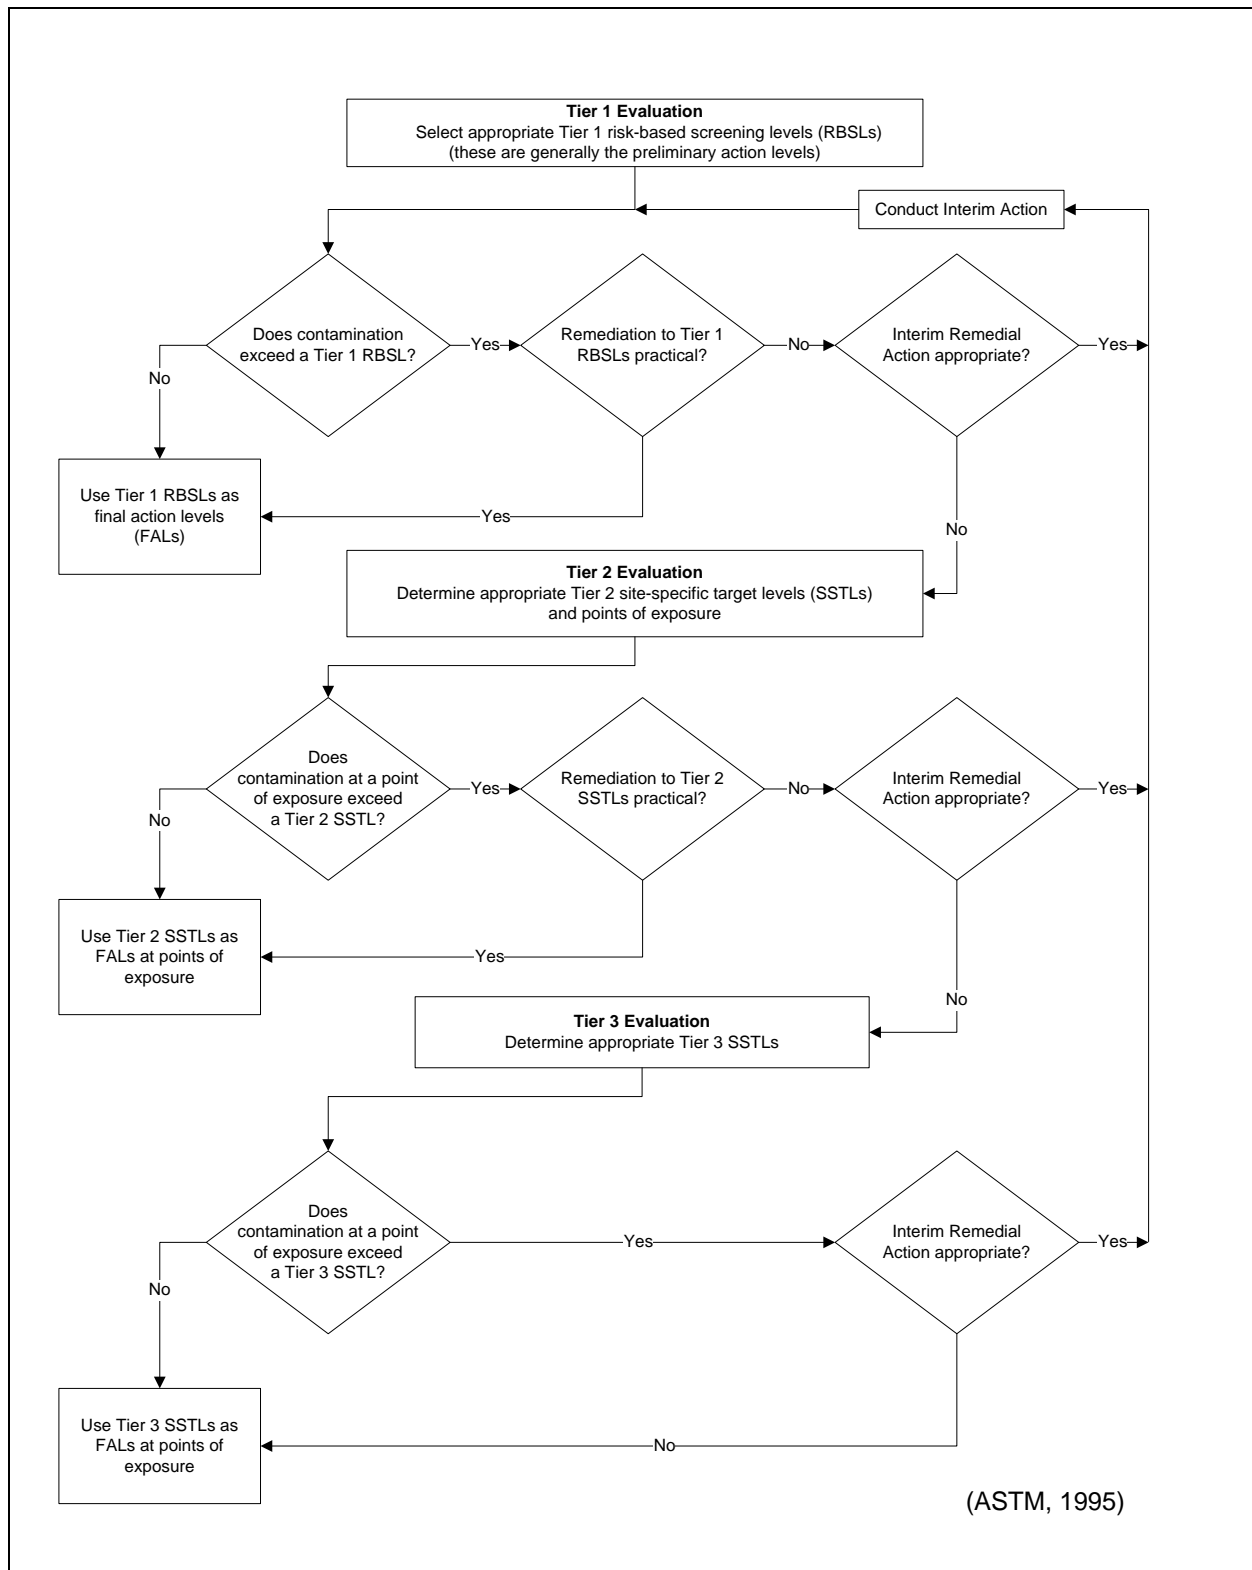 Tier 1 Evaluation
Select appropriate Tier 1 risk-based screening levels (RBSLs)
(these are generally the preliminary action levels)
Conduct Interim Action
Does contamination
exceed a Tier 1 RBSL?
Yes
Remediation to Tier 1
RBSLs practical?
No
Interim Remedial
Action appropriate?
Yes
No
Use Tier 1 RBSLs as
final action levels
(FALs)
Yes
No
Tier 2 Evaluation
Determine appropriate Tier 2 site-specific target levels (SSTLs)
and points of exposure
Does
contamination at a point
of exposure exceed
a Tier 2 SSTL?
Yes
Remediation to Tier 2
SSTLs practical?
No
Interim Remedial
Action appropriate?
Yes
No
Use Tier 2 SSTLs as
FALs at points of
exposure
Yes
No
Tier 3 Evaluation
Determine appropriate Tier 3 SSTLs
Does
contamination at a point
of exposure exceed
a Tier 3 SSTL?
Yes
Interim Remedial
Action appropriate?
Yes
No
Use Tier 3 SSTLs as
FALs at points of
exposure
No
(ASTM, 1995)